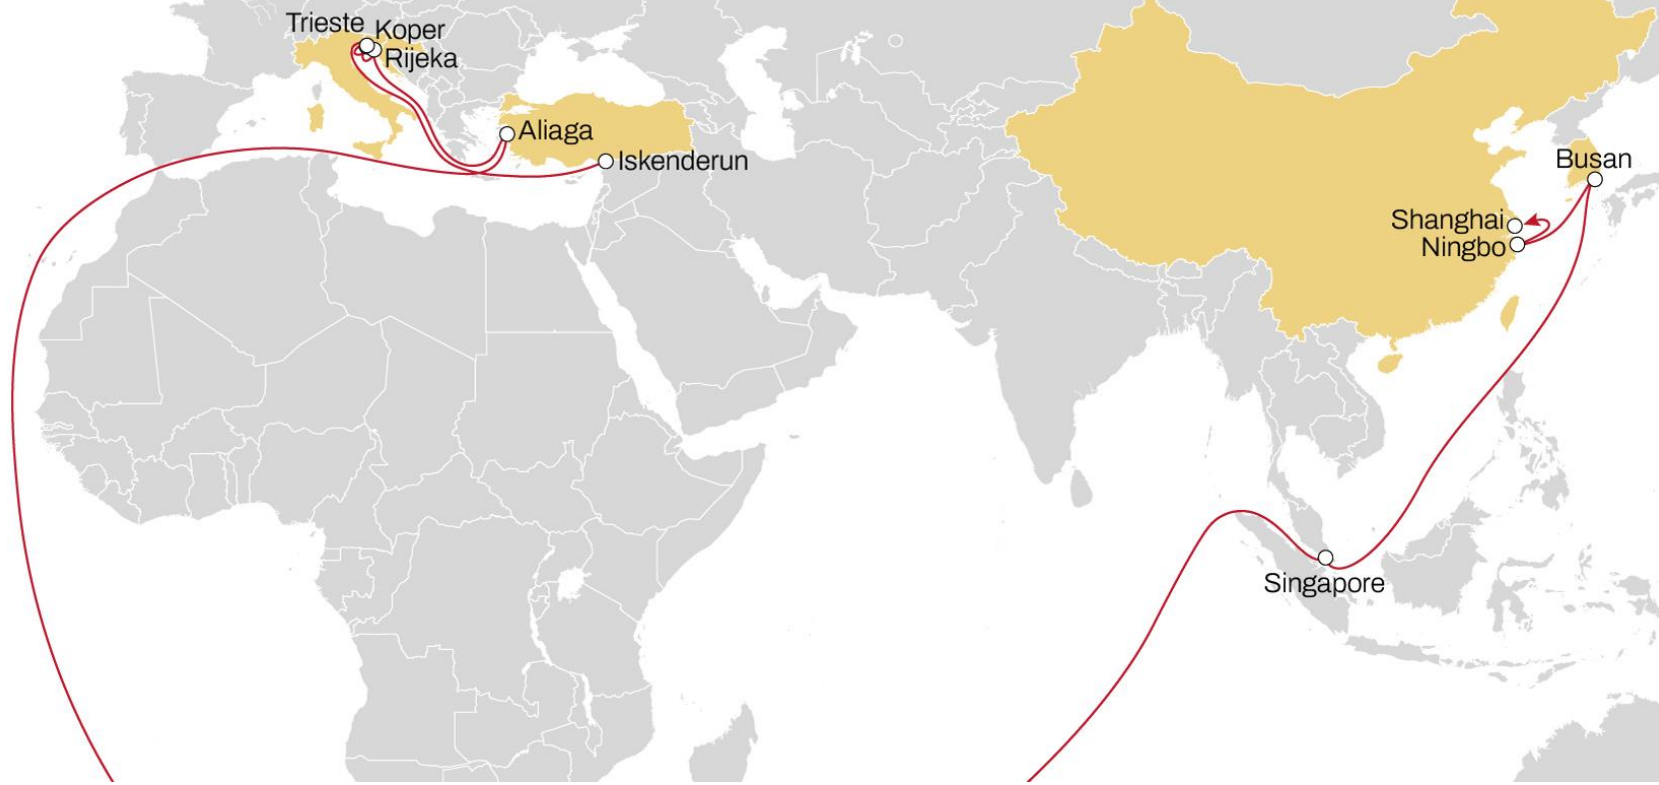 Trieste
Koper
Rijeka
Aliaga
Iskenderun
Busan
Shanghai
Ningbo
Singapore